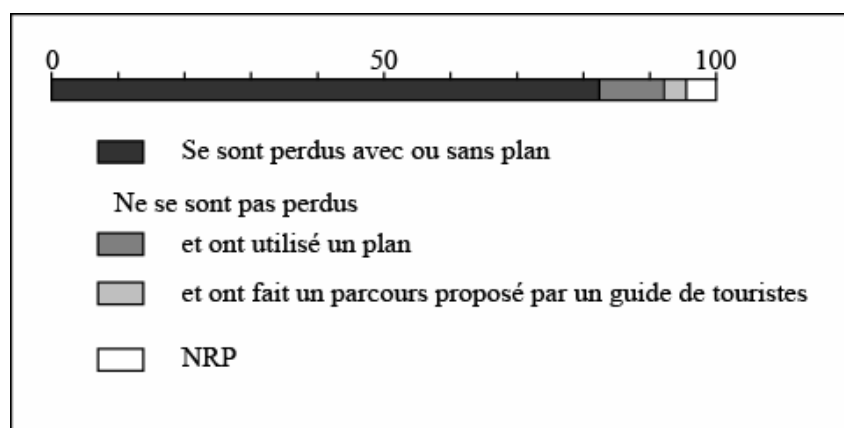 0 50 100
Se sont perdus avec ou sans plan
Ne se sont pas perdus
et ont utilisé un plan
et ont fait un parcours proposé par un guide de touristes
NRP